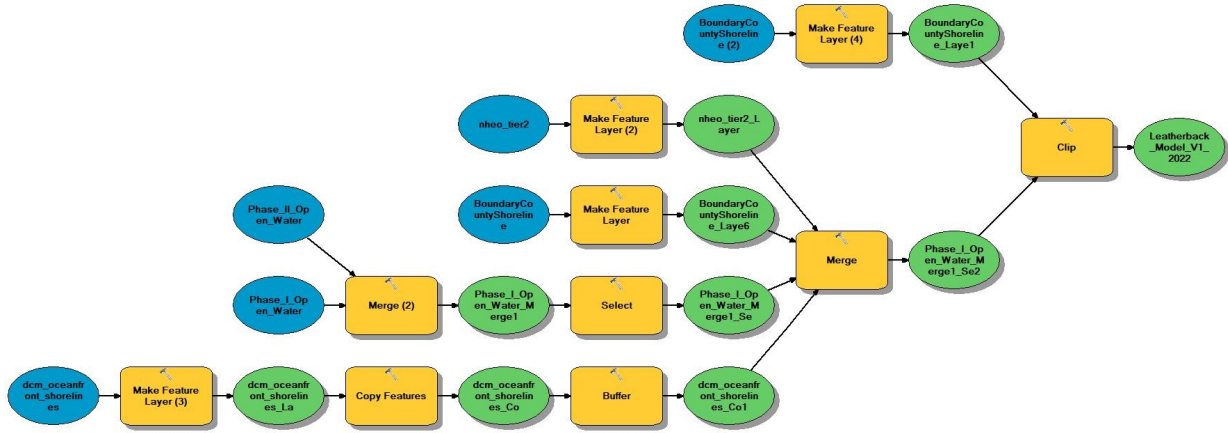 BoundaryCo
untyShorelin
e (2)
Make Feature
Layer (4)
BoundaryCo
untyShorelin
e_Laye1
nheo_tier2
Make Feature
Layer (2)
nheo_tier2_L
ayer
Clip
Leatherback
_Model_V1_
2022
Phase_II_Op
en_Water
BoundaryCo
untyShorelin
e
Make Feature
Layer
BoundaryCo
untyShorelin
e_Laye6
Merge
Phase_I_Op
en_Water_M
erge1_Se2
Phase_I_Op
en_Water
Merge (2)
Phase_I_Op
en_Water_M
erge1
Select
Phase_I_Op
en_Water_M
erge1_Se
dcm_oceanfr
ont_shorelin
es
Make Feature
Layer (3)
dcm_oceanfr
ont_shorelin
es_La
Copy Features
dcm_oceanfr
ont_shorelin
es_Co
Buffer
dcm_oceanfr
ont_shorelin
es_Co1